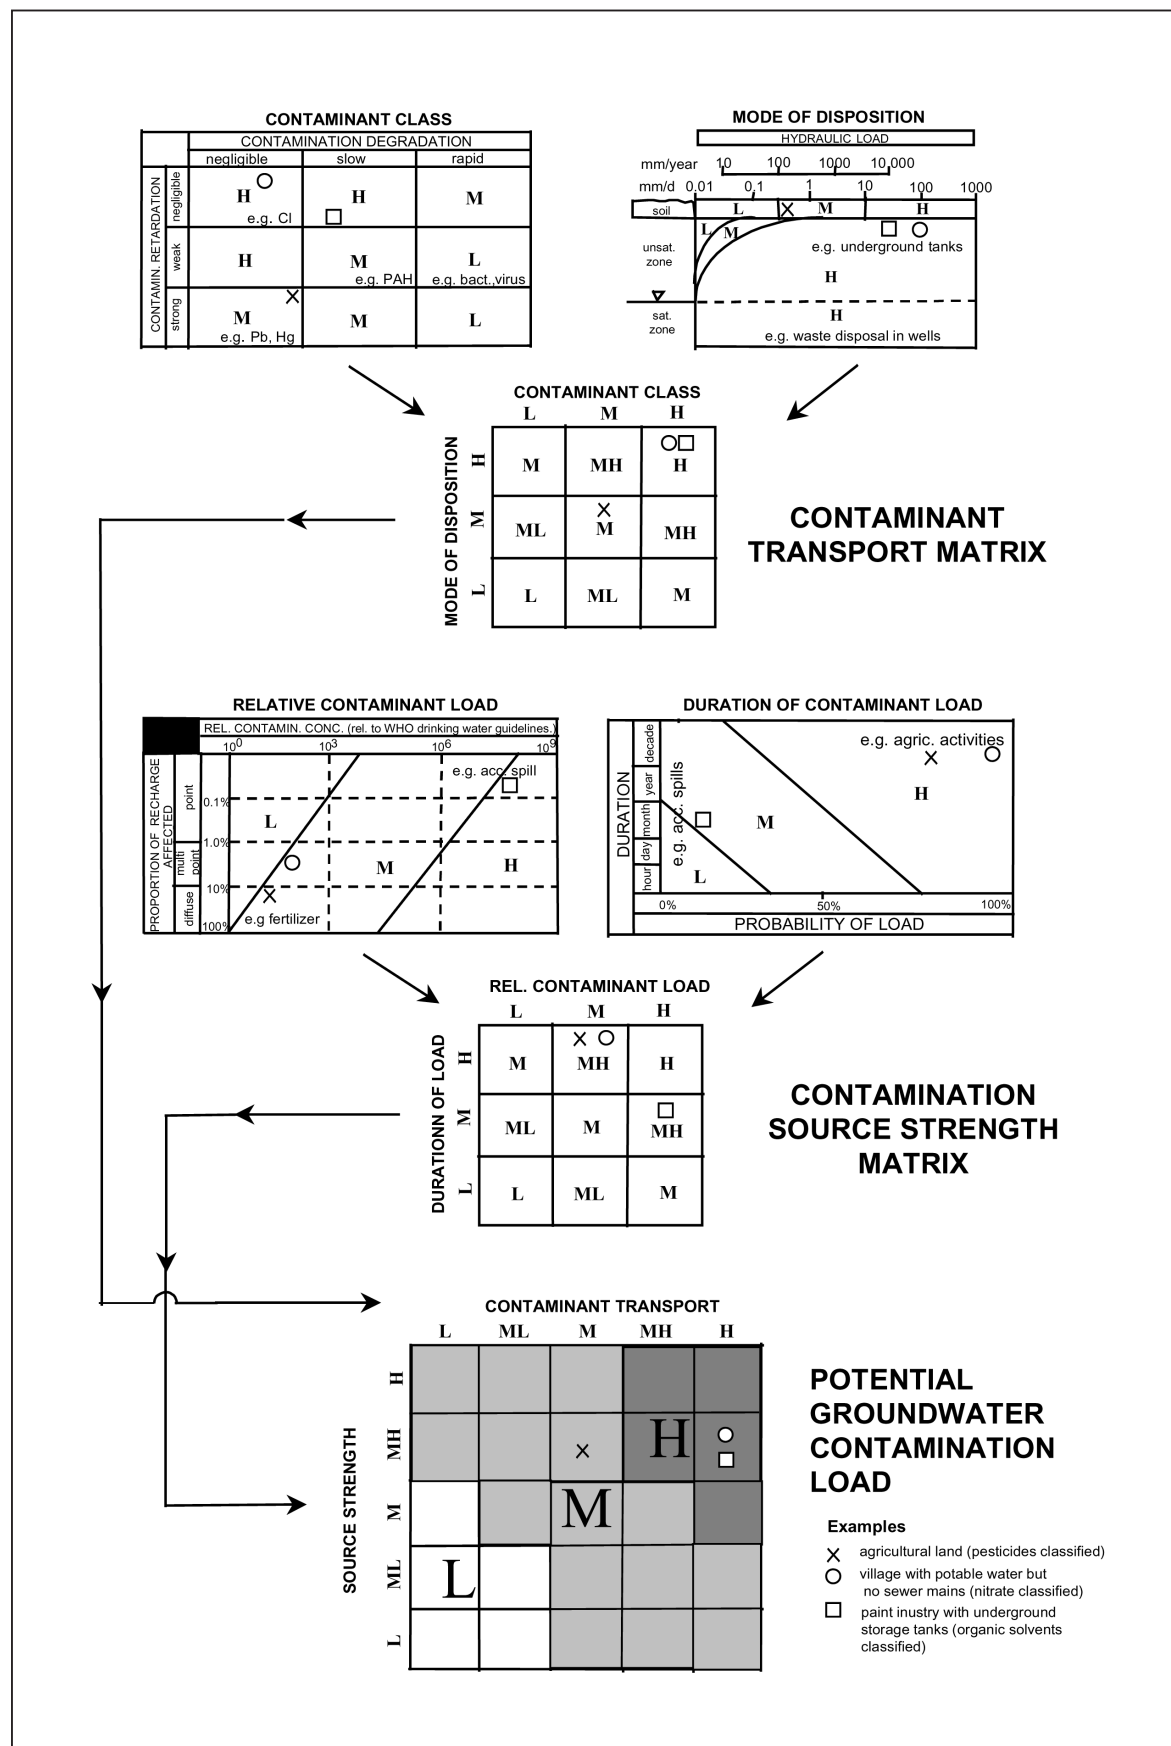 CONTAMINANT CLASS
CONTAMINATION DEGRADATION
negligible slow rapid
CONTAMIN. RETARDATION
negligible
weak
strong
H H M
e.g. Cl
H M L
e.g. PAH e.g. bact.,virus
M M L
e.g. Pb, Hg
MODE OF DISPOSITION
HYDRAULIC LOAD
mm/year 10 100 1000 10,000
mm/d 0.01 0.1 1 10 100 1000
soil L M H
L M
e.g. underground tanks
unsat.
zone
H
sat.
zone
H
e.g. waste disposal in wells
CONTAMINANT CLASS
L M H
MODE OF DISPOSITION
H M MH H
M ML M MH
L L ML M
CONTAMINANT
TRANSPORT MATRIX
RELATIVE CONTAMINANT LOAD
REL. CONTAMIN. CONC. (rel. to WHO drinking water guidelines.)
10⁰ 10³ 10⁶ 10⁹
PROPORTION OF RECHARGE
AFFECTED
point
multi
point
diffuse
e.g. acc. spill
0.1%
L
1.0%
M H
10%
e.g fertilizer
100%
DURATION OF CONTAMINANT LOAD
DURATION
decade
year
month
day
hour
e.g. agric. activities
e.g. acc. spills
H
M
L
0% 50% 100%
PROBABILITY OF LOAD
REL. CONTAMINANT LOAD
L M H
DURATIONN OF LOAD
H M MH H
M ML M MH
L L ML M
CONTAMINATION
SOURCE STRENGTH
MATRIX
CONTAMINANT TRANSPORT
L ML M MH H
SOURCE STRENGTH
H
MH H
M M
ML L
L
POTENTIAL
GROUNDWATER
CONTAMINATION
LOAD
Examples
agricultural land (pesticides classified)
village with potable water but
no sewer mains (nitrate classified)
paint inustry with underground
storage tanks (organic solvents
classified)